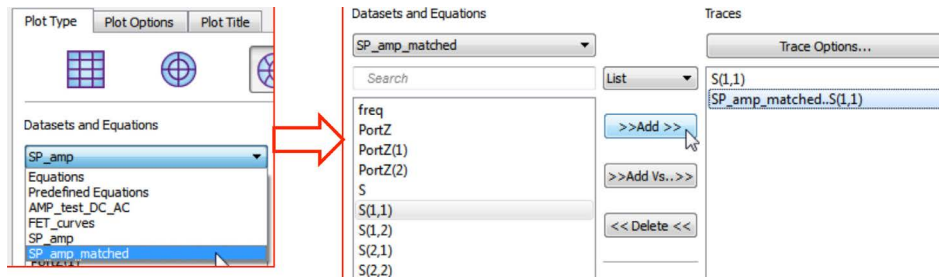 Plot Type
Plot Options
Plot Title
Datasets and Equations
SP_amp
Equations
Predefined Equations
AMP_test_DC_AC
FET_curves
SP_amp
SP_amp_matched
PortZ(1)
Datasets and Equations
SP_amp_matched
Search
freq
PortZ
PortZ(1)
PortZ(2)
S
S(1,1)
S(1,2)
S(2,1)
S(2,2)
List
>>Add >>
>>Add Vs..>>
<< Delete <<
Traces
Trace Options...
S(1,1)
SP_amp_matched..S(1,1)